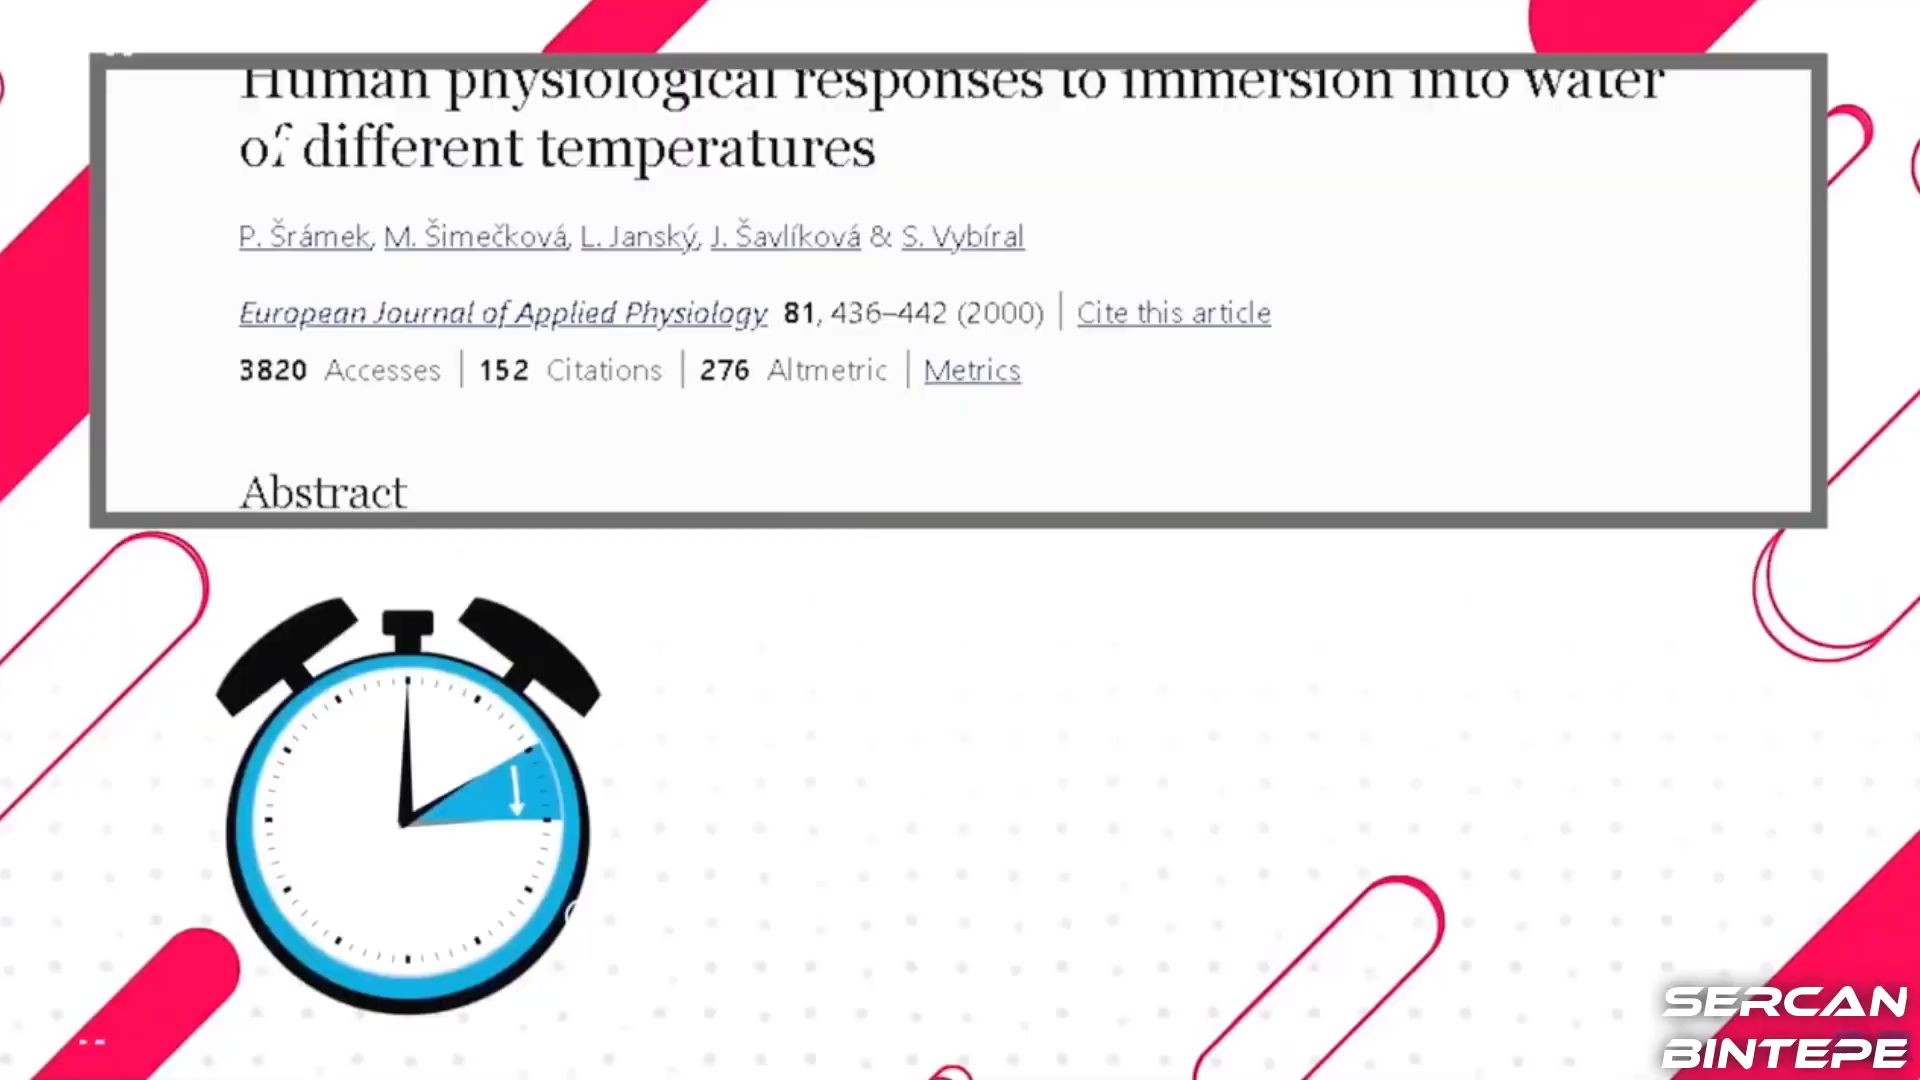 Human physiological responses to immersion into water
of different temperatures
P. Šrámek, M. Šimečková, L. Janský, J. Šavlíková & S. Vybíral
European Journal of Applied Physiology 81, 436–442 (2000) | Cite this article
3820 Accesses | 152 Citations | 276 Altmetric | Metrics
Abstract
SERCAN
BINTEPE